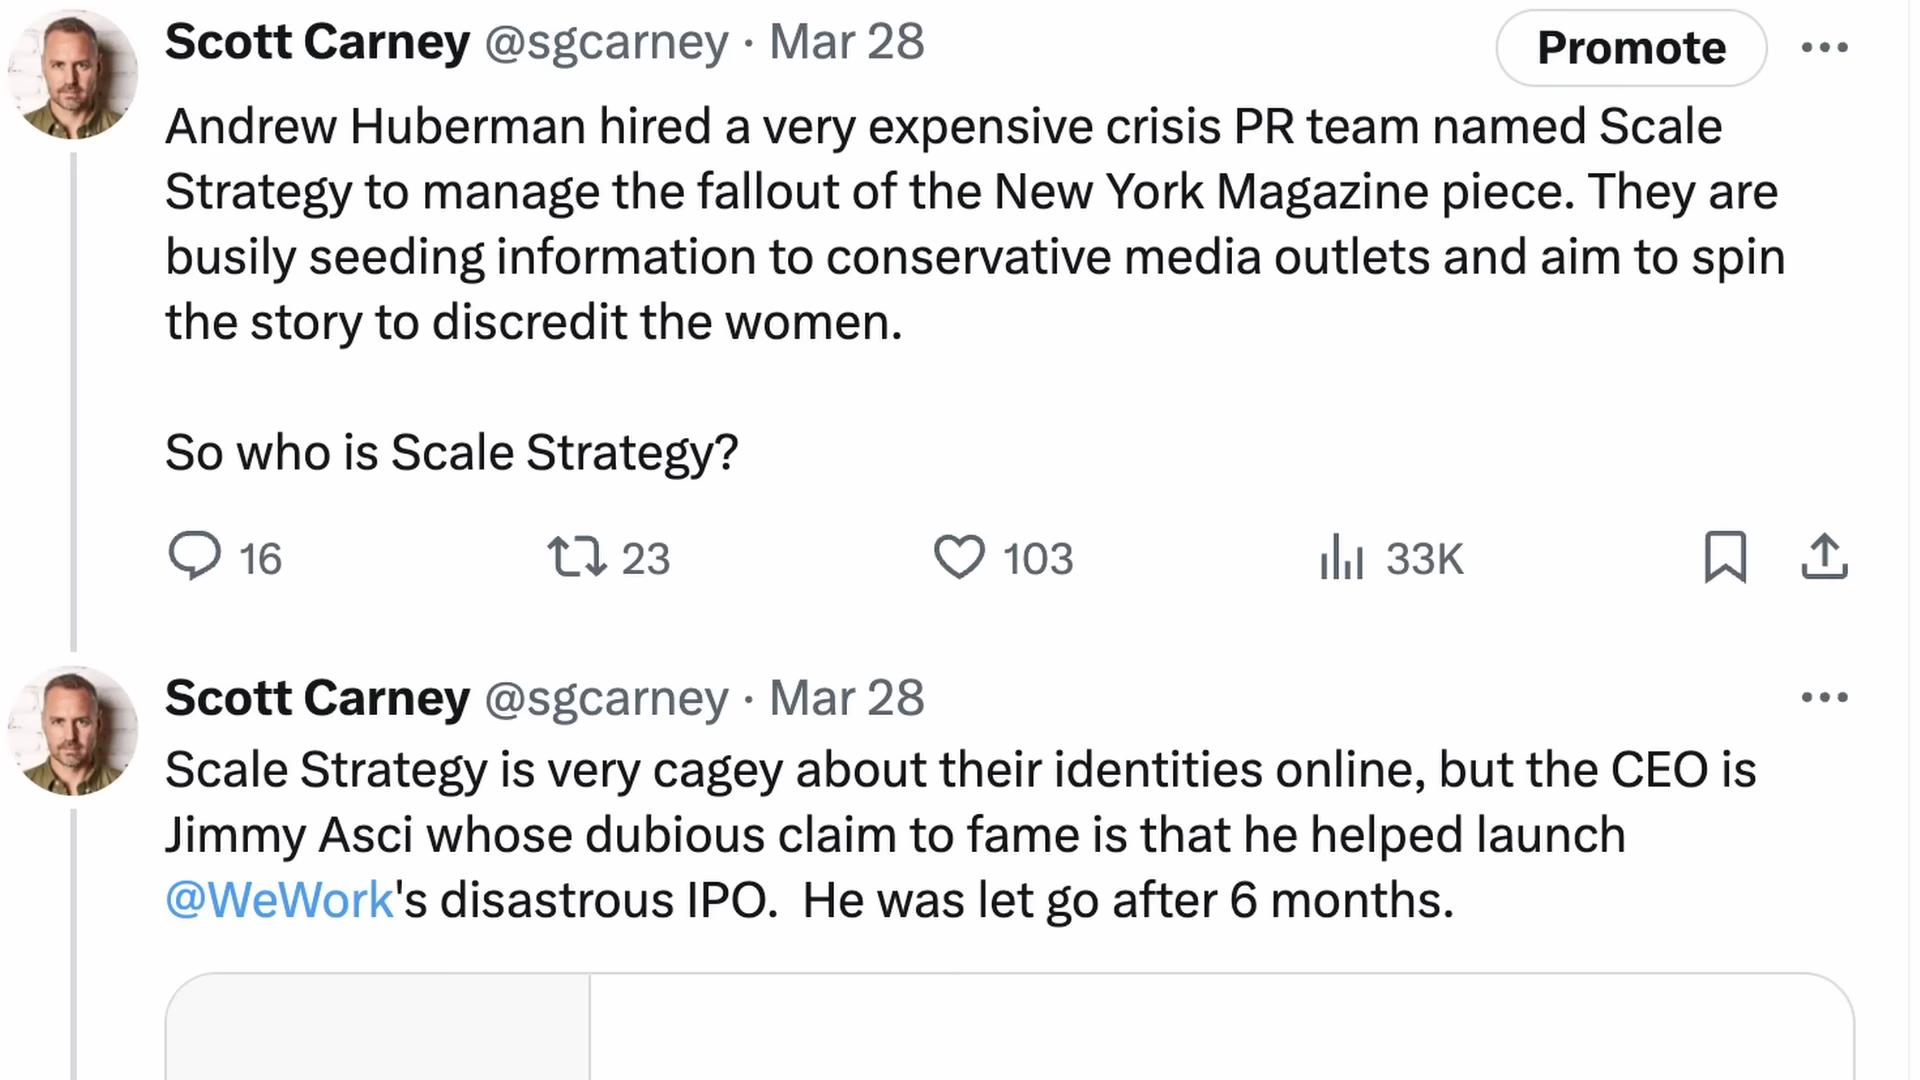 Scott Carney @sgcarney · Mar 28
Promote
Andrew Huberman hired a very expensive crisis PR team named Scale
Strategy to manage the fallout of the New York Magazine piece. They are
busily seeding information to conservative media outlets and aim to spin
the story to discredit the women.
So who is Scale Strategy?
16 23 103 33K
Scott Carney @sgcarney · Mar 28
Scale Strategy is very cagey about their identities online, but the CEO is
Jimmy Asci whose dubious claim to fame is that he helped launch
@WeWork's disastrous IPO.  He was let go after 6 months.